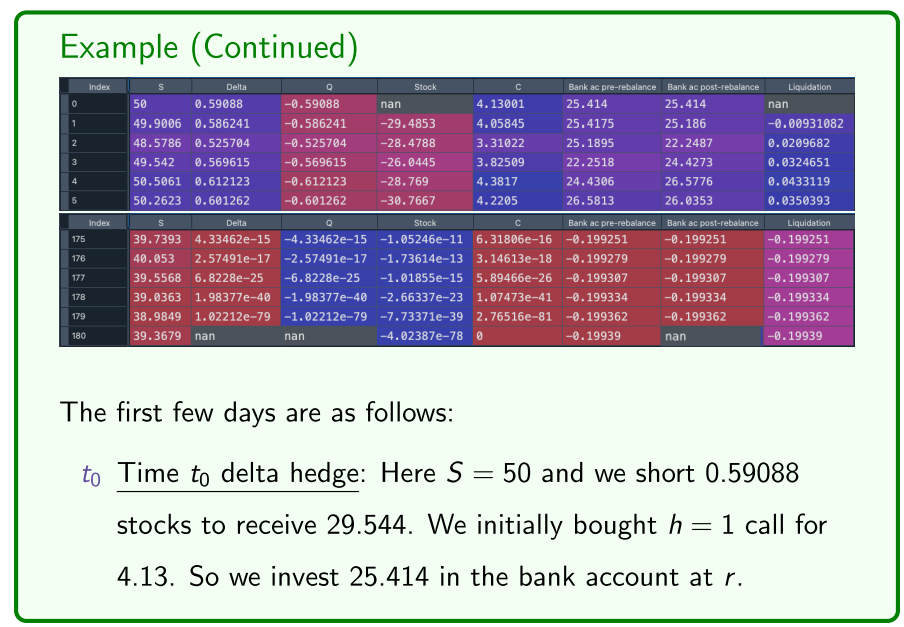 Example (Continued)
Index S Delta Q Stock C Bank ac pre-rebalance Bank ac post-rebalance Liquidation
0 50 0.59088 -0.59088 nan 4.13001 25.414 25.414 nan
1 49.9006 0.586241 -0.586241 -29.4853 4.05845 25.4175 25.186 -0.00931082
2 48.5786 0.525704 -0.525704 -28.4788 3.31022 25.1895 22.2487 0.0209682
3 49.542 0.569615 -0.569615 -26.0445 3.82509 22.2518 24.4273 0.0324651
4 50.5061 0.612123 -0.612123 -28.769 4.3817 24.4306 26.5776 0.0433119
5 50.2623 0.601262 -0.601262 -30.7667 4.2205 26.5813 26.0353 0.0350393
Index S Delta Q Stock C Bank ac pre-rebalance Bank ac post-rebalance Liquidation
175 39.7393 4.33462e-15 -4.33462e-15 -1.05246e-11 6.31806e-16 -0.199251 -0.199251 -0.199251
176 40.053 2.57491e-17 -2.57491e-17 -1.73614e-13 3.14613e-18 -0.199279 -0.199279 -0.199279
177 39.5568 6.8228e-25 -6.8228e-25 -1.01855e-15 5.89466e-26 -0.199307 -0.199307 -0.199307
178 39.0363 1.98377e-40 -1.98377e-40 -2.66337e-23 1.07473e-41 -0.199334 -0.199334 -0.199334
179 38.9849 1.02212e-79 -1.02212e-79 -7.73371e-39 2.76516e-81 -0.199362 -0.199362 -0.199362
180 39.3679 nan nan -4.02387e-78 0 -0.19939 nan -0.19939
The first few days are as follows:
t₀ Time t₀ delta hedge: Here S = 50 and we short 0.59088
stocks to receive 29.544. We initially bought h = 1 call for
4.13. So we invest 25.414 in the bank account at r.